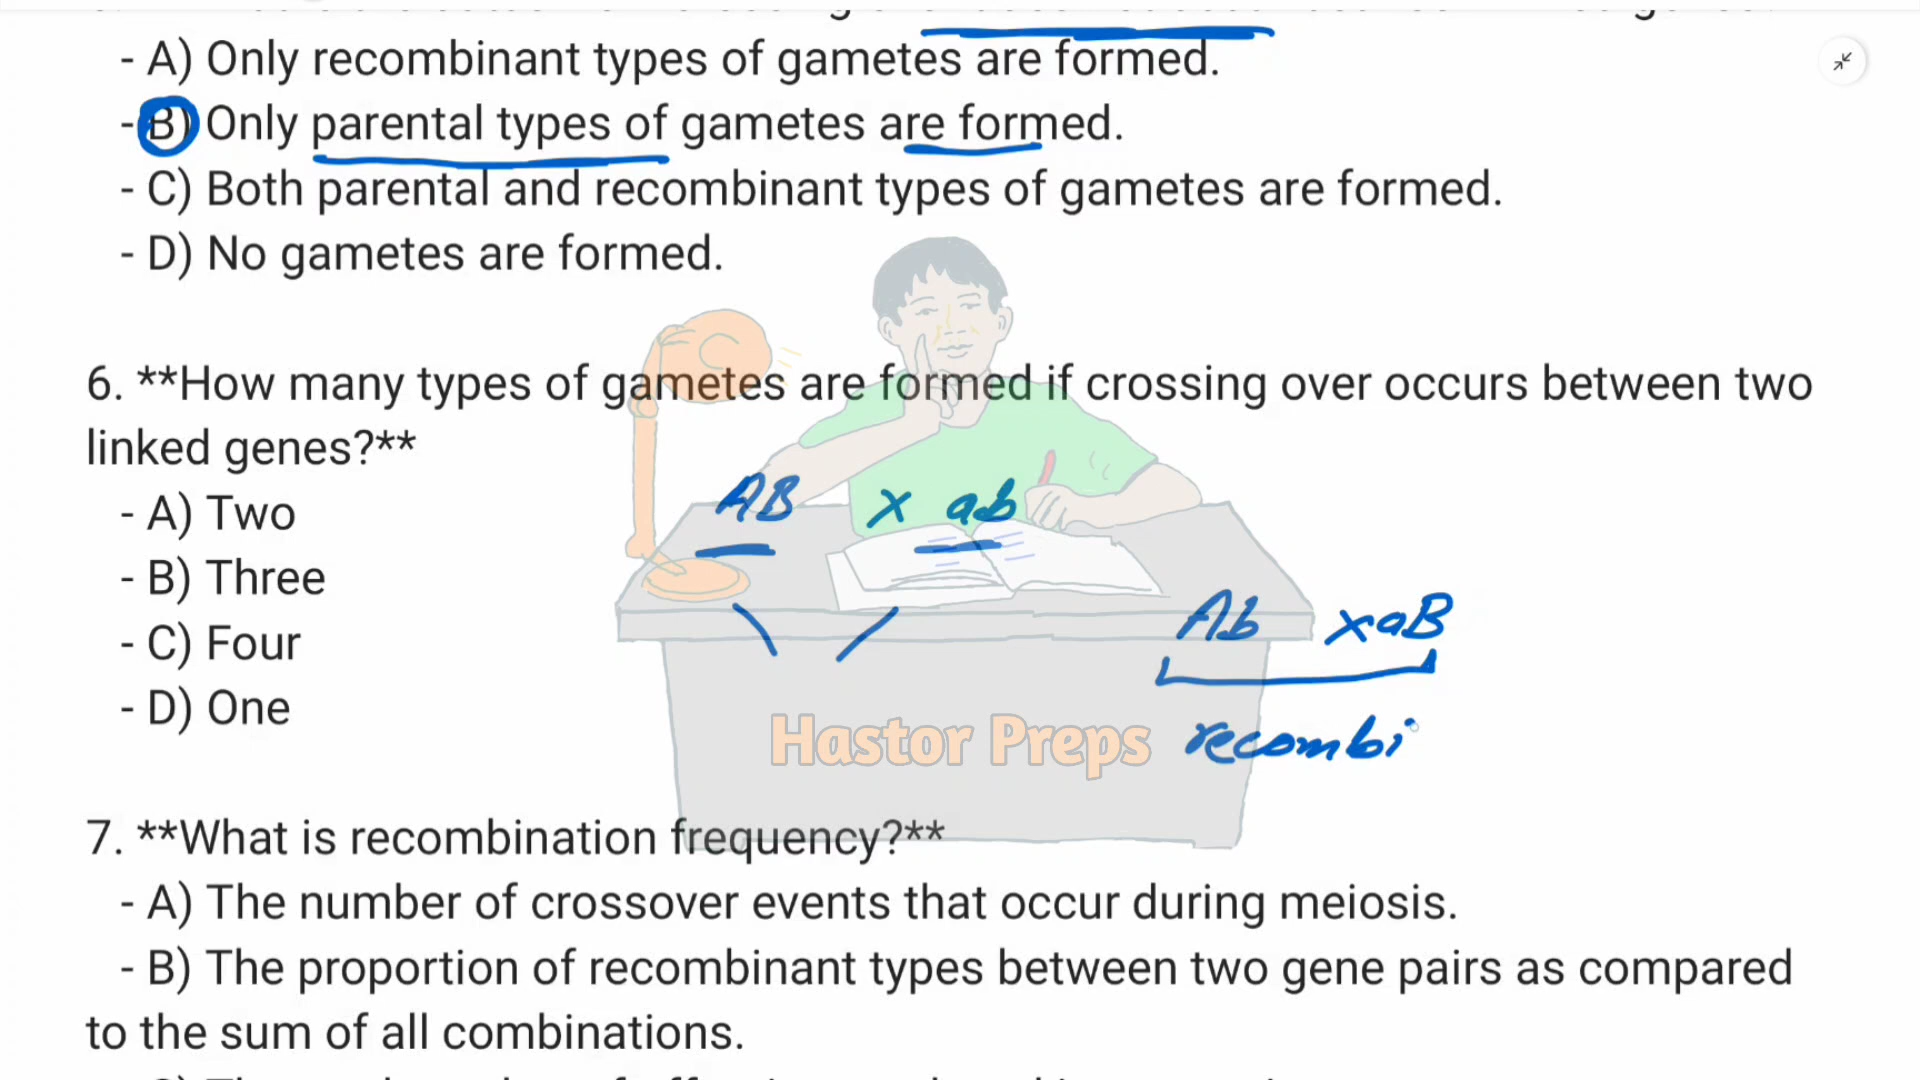 - A) Only recombinant types of gametes are formed.
- B) Only parental types of gametes are formed.
- C) Both parental and recombinant types of gametes are formed.
- D) No gametes are formed.
6. **How many types of gametes are formed if crossing over occurs between two
linked genes?**
- A) Two
AB x ab
- B) Three
- C) Four
Ab x aB
- D) One
Hastor Preps
recombi
7. **What is recombination frequency?**
- A) The number of crossover events that occur during meiosis.
- B) The proportion of recombinant types between two gene pairs as compared
to the sum of all combinations.